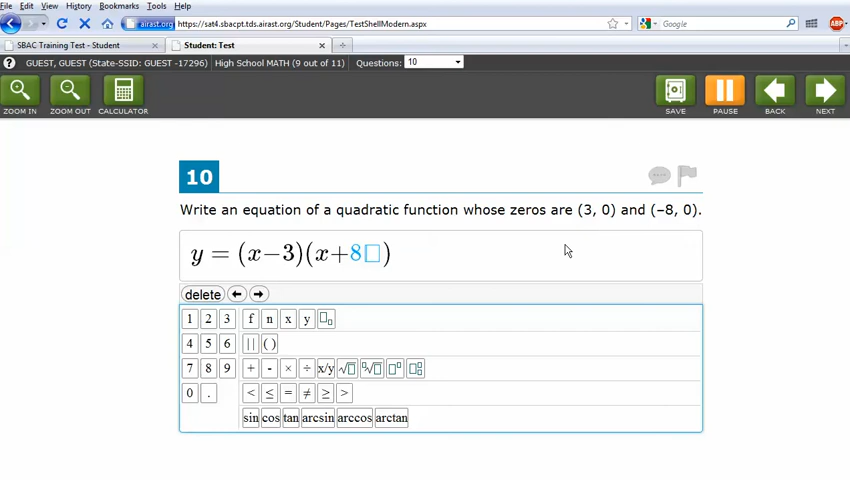 File Edit View History Bookmarks Tools Help
airast.org https://sat4.sbacpt.tds.airast.org/Student/Pages/TestShellModern.aspx Google ABP
SBAC Training Test - Student × Student: Test × +
? GUEST, GUEST (State-SSID: GUEST -17296) High School MATH (9 out of 11) Questions: 10
ZOOM IN ZOOM OUT CALCULATOR SAVE PAUSE BACK NEXT
10
Write an equation of a quadratic function whose zeros are (3, 0) and (–8, 0).
y = (x−3)(x+8□)
delete ← →
1 2 3 f n x y □□
4 5 6 | | ( )
7 8 9 + - × ÷ x/y √□ □√□ □□ □□□
0 . < ≤ = ≠ ≥ >
sin cos tan arcsin arccos arctan